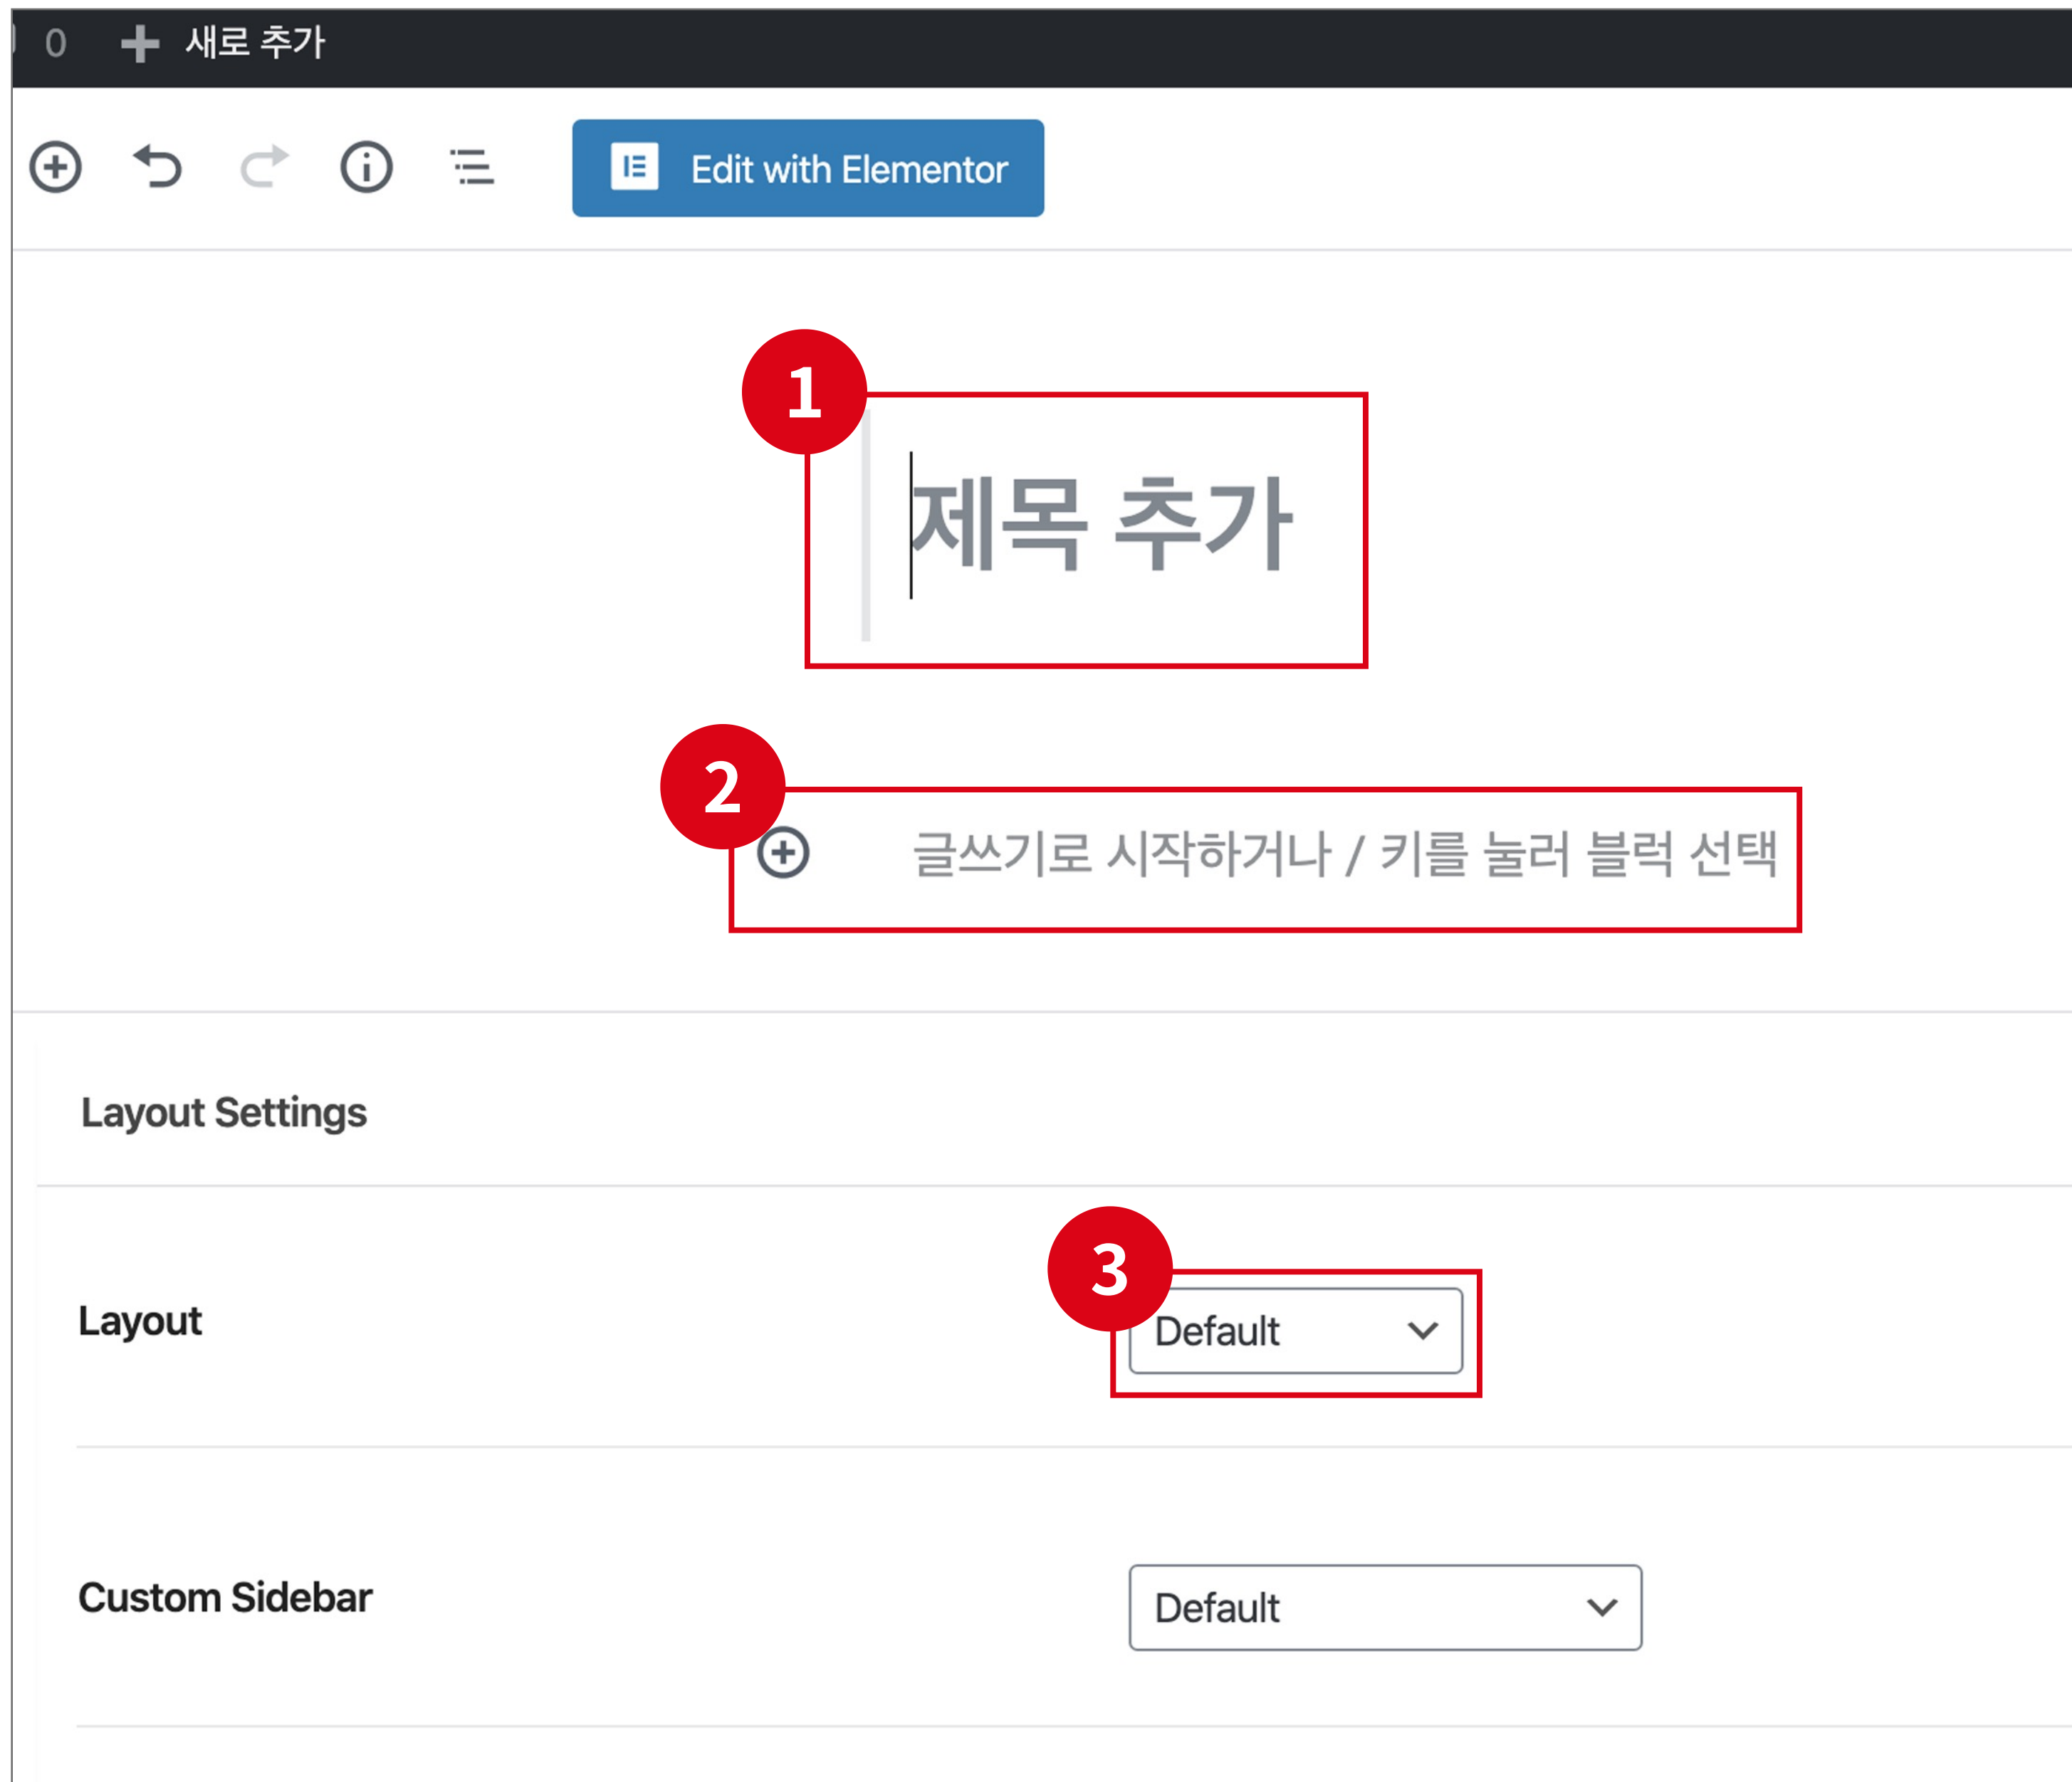 0 새로 추가
Edit with Elementor
1
제목 추가
2
글쓰기로 시작하거나 / 키를 눌러 블럭 선택
Layout Settings
3
Layout Default
Custom Sidebar Default